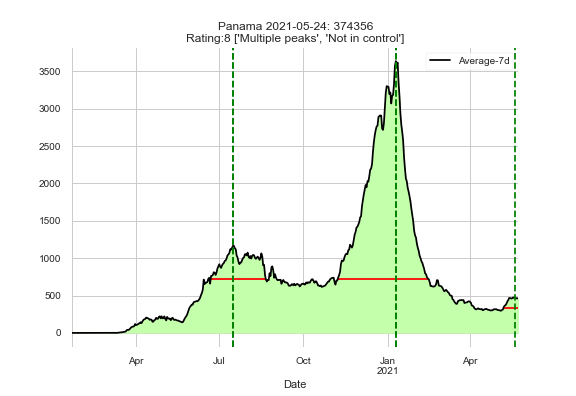 Panama 2021-05-24: 374356
Rating:8 ['Multiple peaks', 'Not in control']
Average-7d
3500
3000
2500
2000
1500
1000
500
0
Apr
Jul
Oct
Jan
2021
Apr
Date